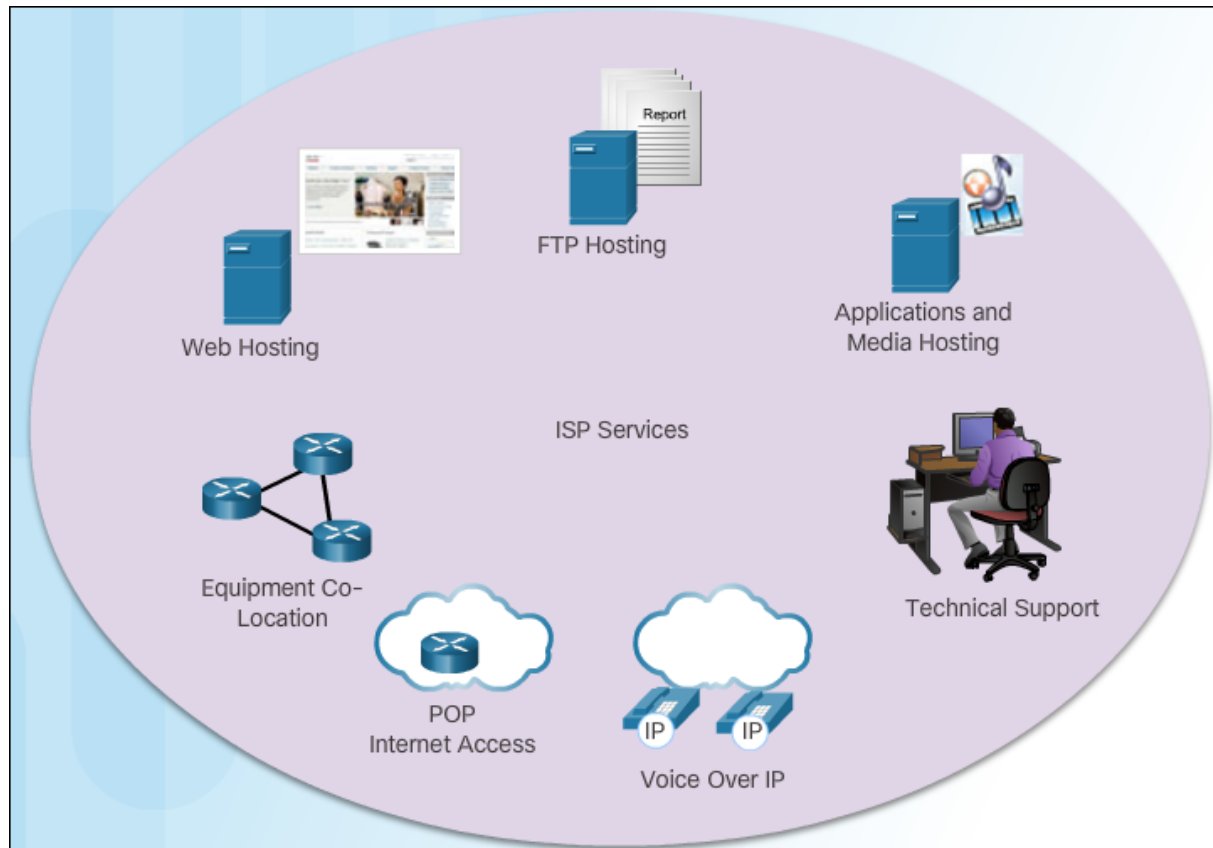 Report
FTP Hosting
Web Hosting
Applications and
Media Hosting
ISP Services
Equipment Co-
Location
Technical Support
POP
Internet Access
IP
IP
Voice Over IP